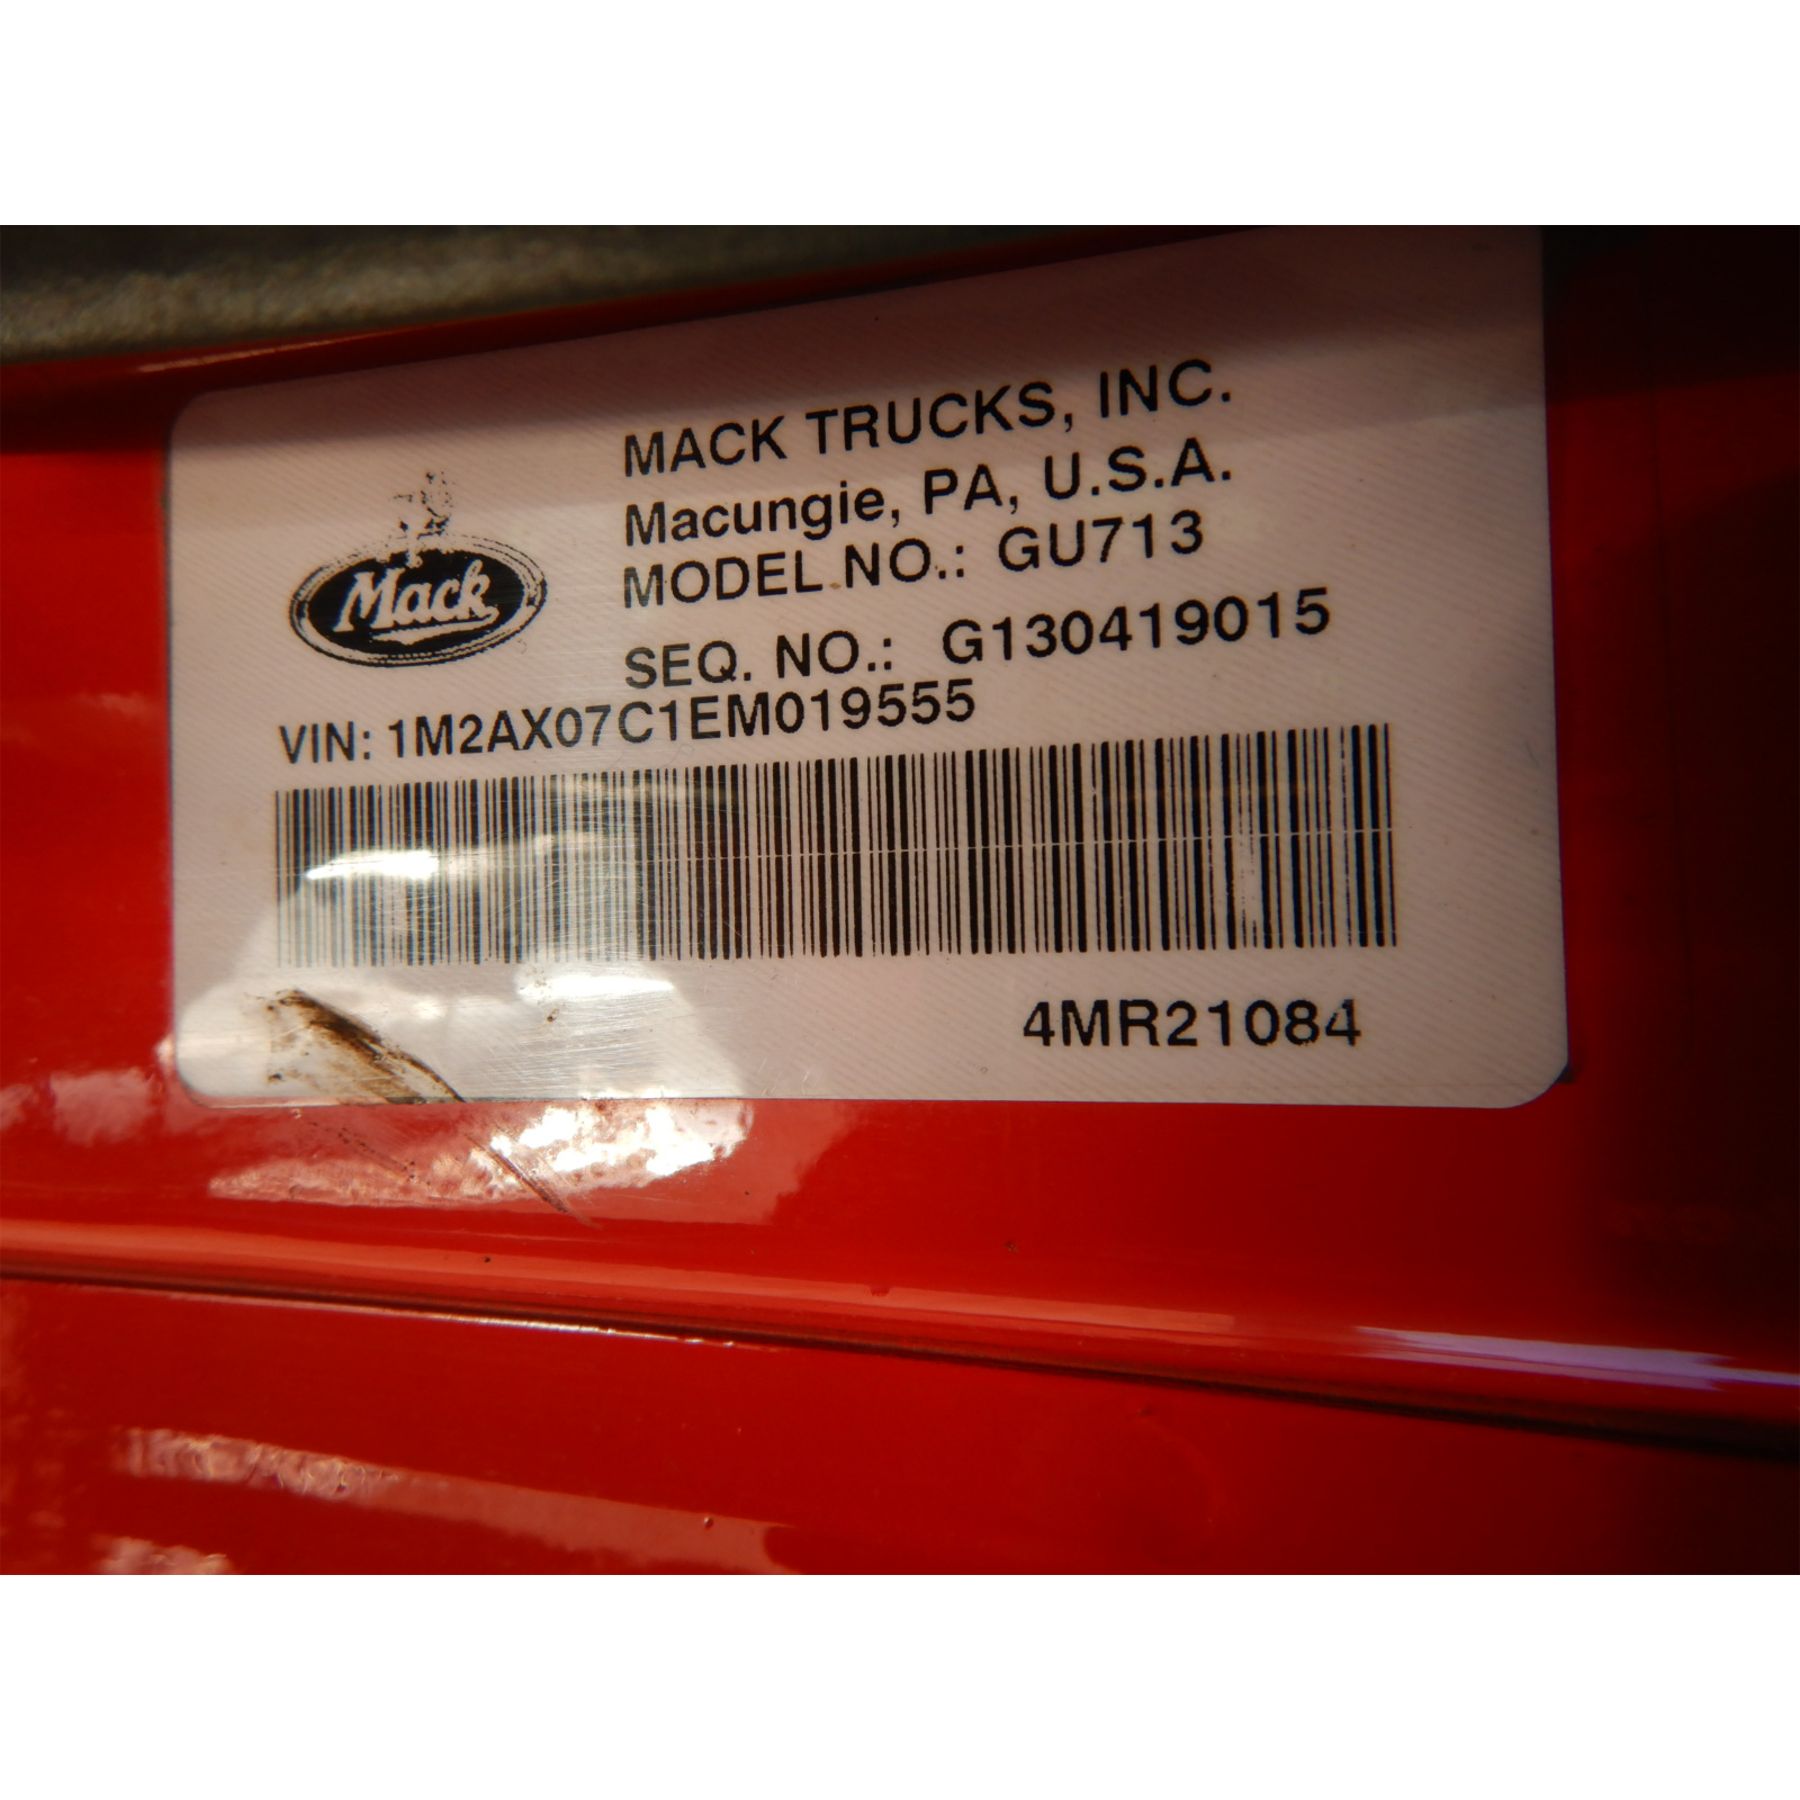 MACK TRUCKS, INC.
Macungie, PA, U.S.A.
MODEL NO.: GU713
Mack
SEQ. NO.: G130419015
VIN: 1M2AX07C1EM019555
4MR21084